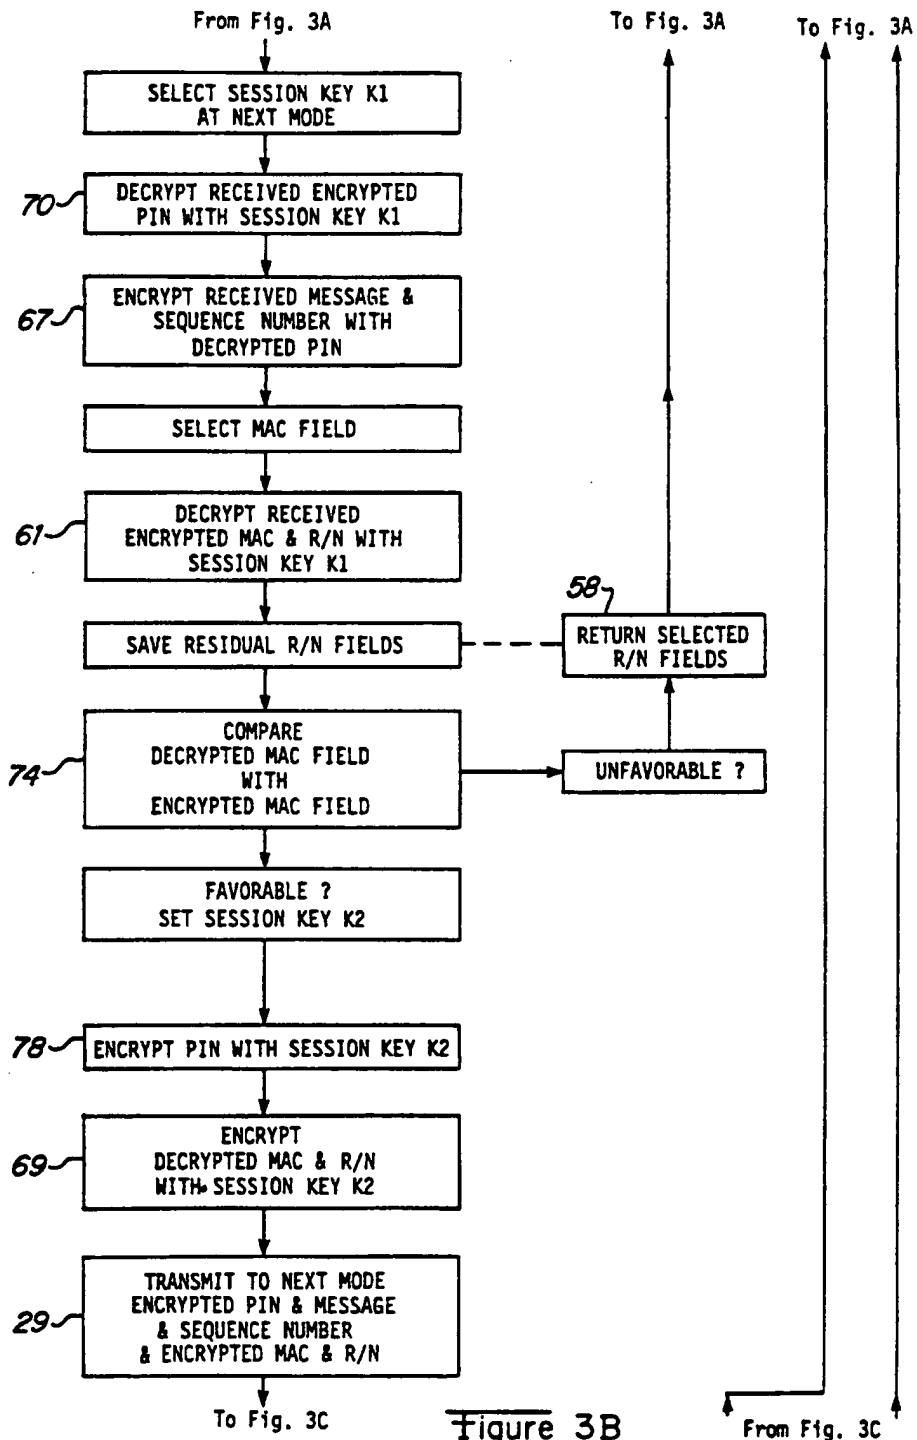 From Fig. 3A
To Fig. 3A
To Fig. 3A
SELECT SESSION KEY K1
AT NEXT MODE
70
DECRYPT RECEIVED ENCRYPTED
PIN WITH SESSION KEY K1
67
ENCRYPT RECEIVED MESSAGE &
SEQUENCE NUMBER WITH
DECRYPTED PIN
SELECT MAC FIELD
61
DECRYPT RECEIVED
ENCRYPTED MAC & R/N WITH
SESSION KEY K1
58
SAVE RESIDUAL R/N FIELDS
RETURN SELECTED
R/N FIELDS
74
COMPARE
DECRYPTED MAC FIELD
WITH
ENCRYPTED MAC FIELD
UNFAVORABLE ?
FAVORABLE ?
SET SESSION KEY K2
78
ENCRYPT PIN WITH SESSION KEY K2
69
ENCRYPT
DECRYPTED MAC & R/N
WITH SESSION KEY K2
29
TRANSMIT TO NEXT MODE
ENCRYPTED PIN & MESSAGE
& SEQUENCE NUMBER
& ENCRYPTED MAC & R/N
To Fig. 3C
Figure 3B
From Fig. 3C